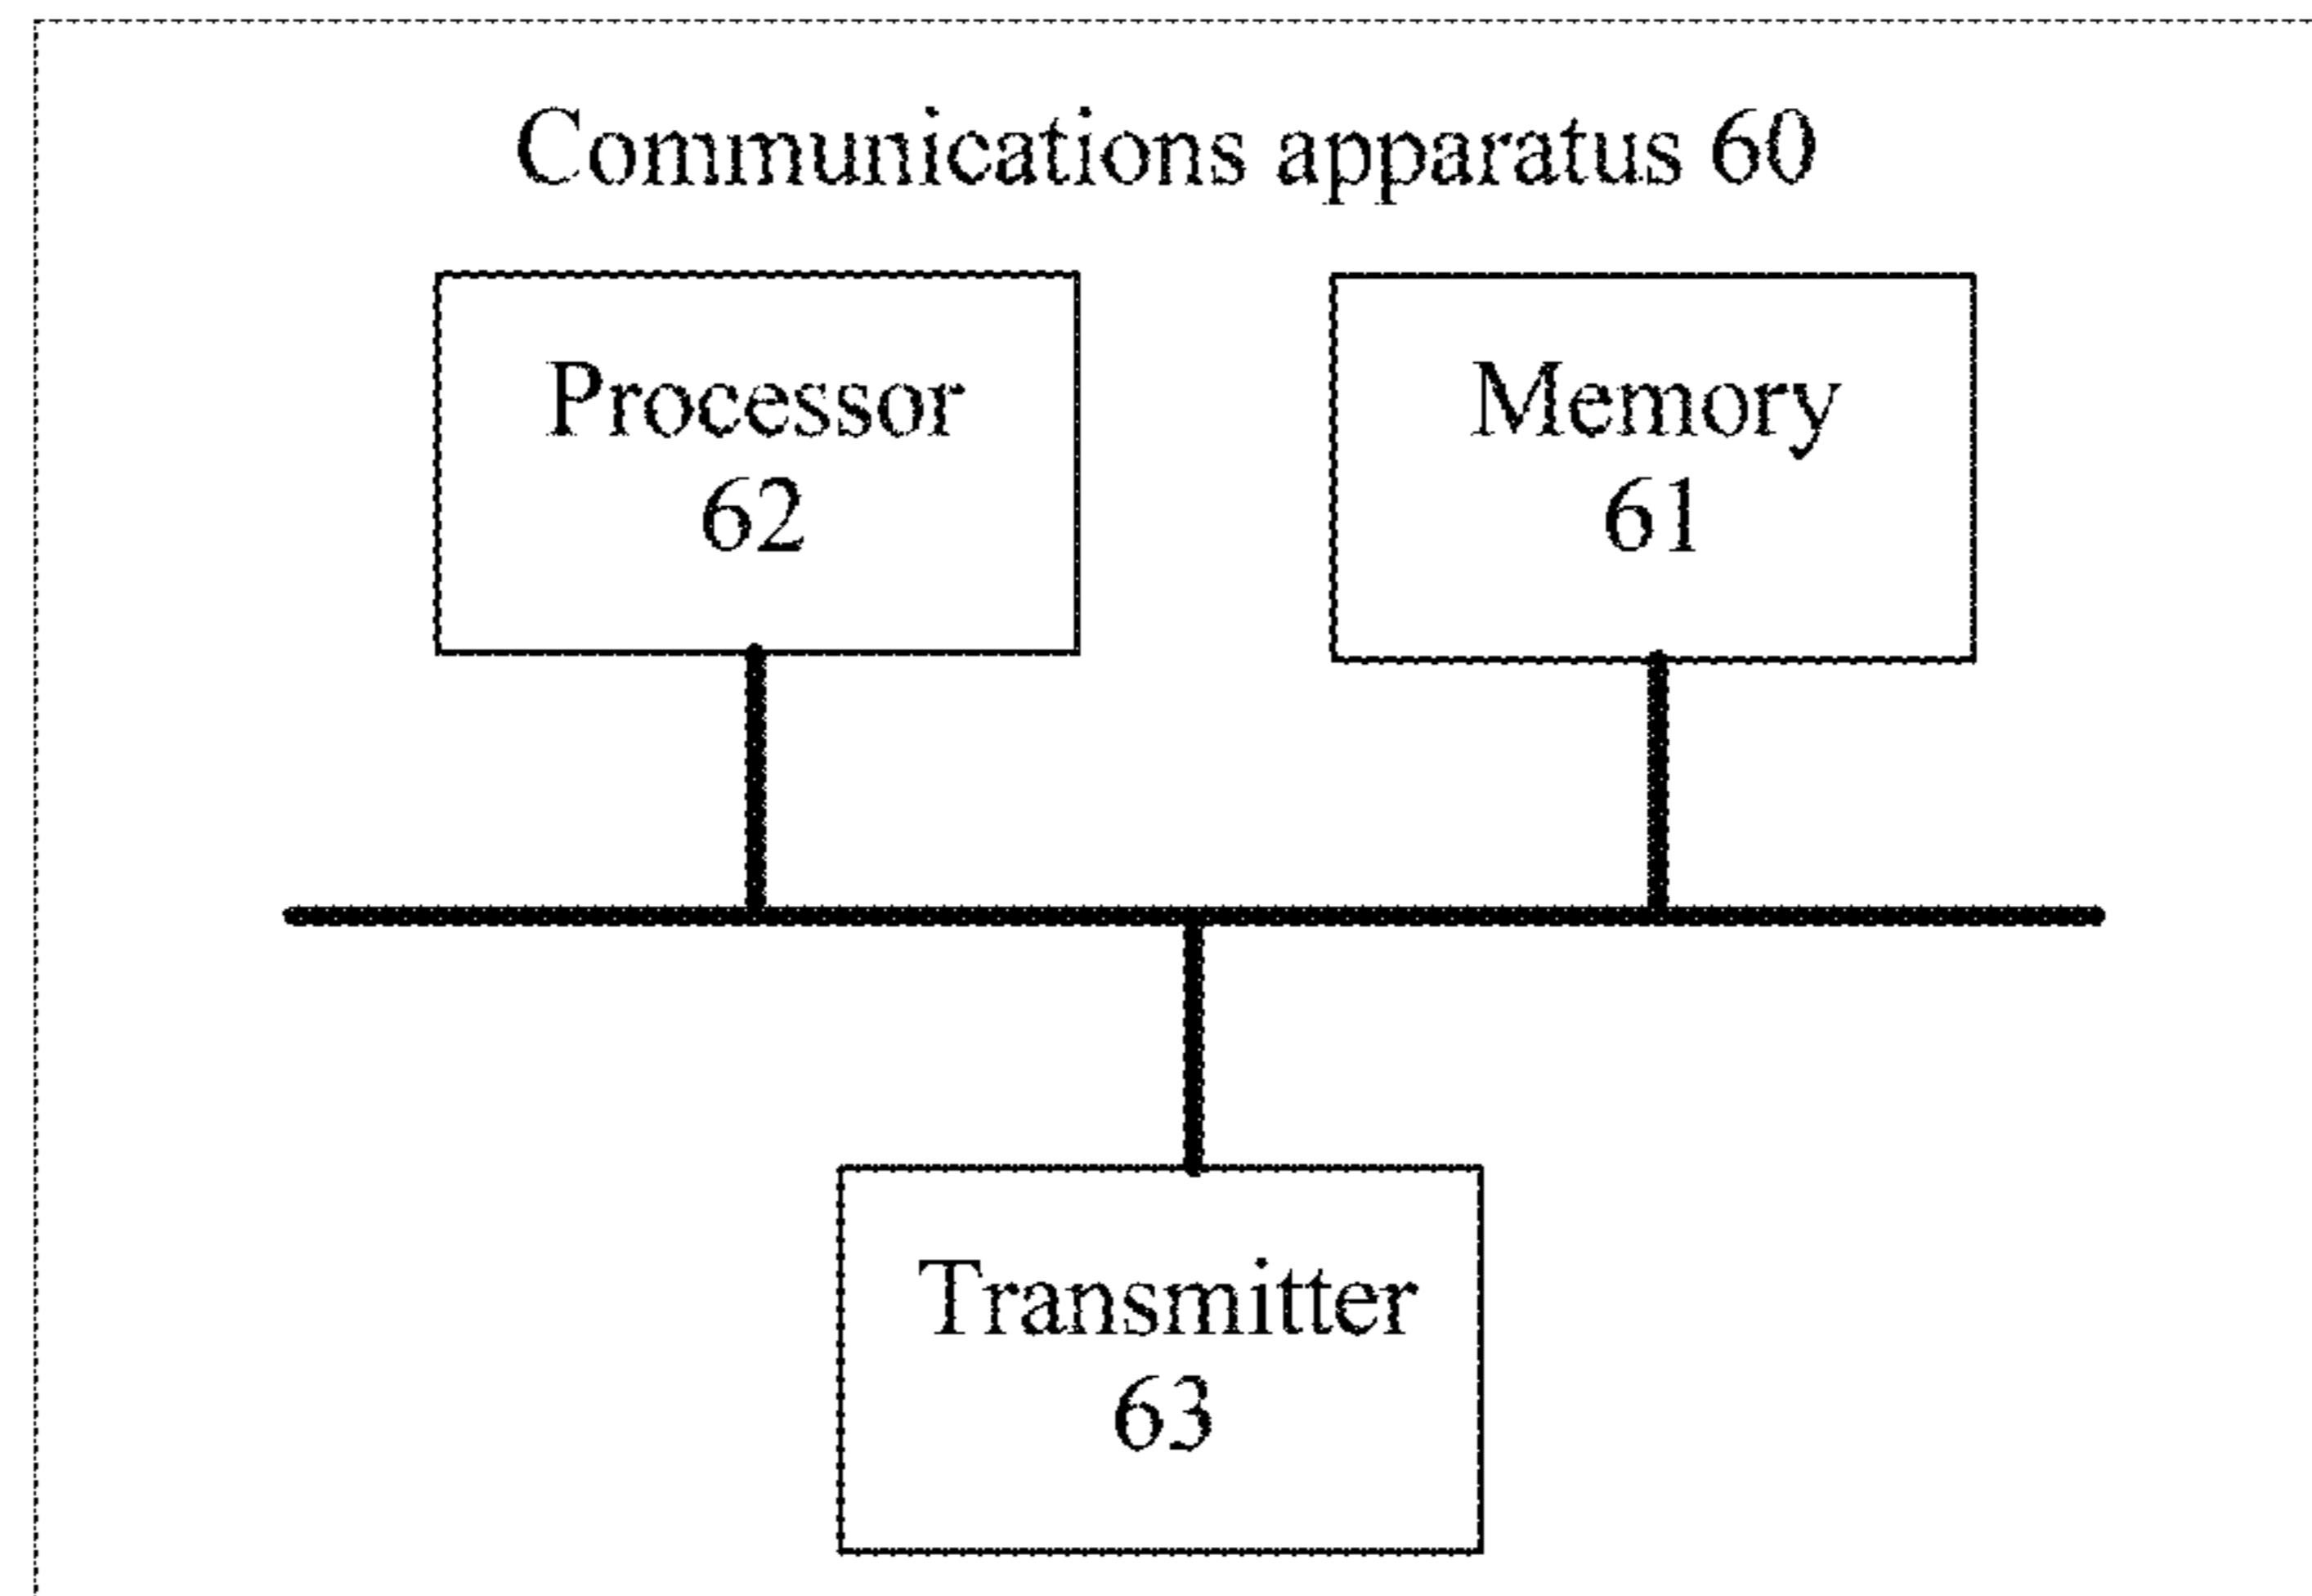 Communications apparatus 60
Processor
62
Memory
61
Transmitter
63